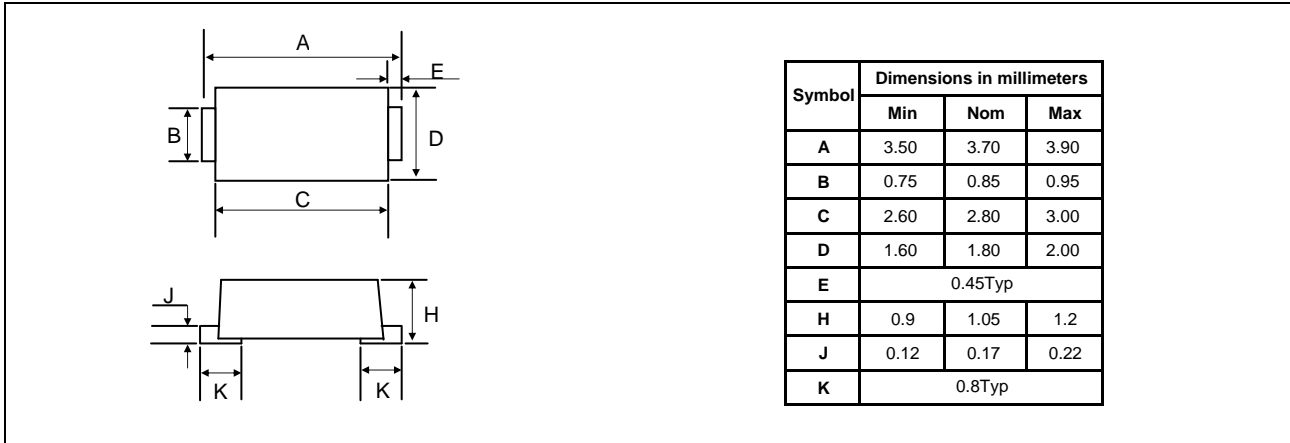 A
E
B
D
C
J
H
K
K
Symbol
Dimensions in millimeters
Min Nom Max
A 3.50 3.70 3.90
B 0.75 0.85 0.95
C 2.60 2.80 3.00
D 1.60 1.80 2.00
E 0.45Typ
H 0.9 1.05 1.2
J 0.12 0.17 0.22
K 0.8Typ